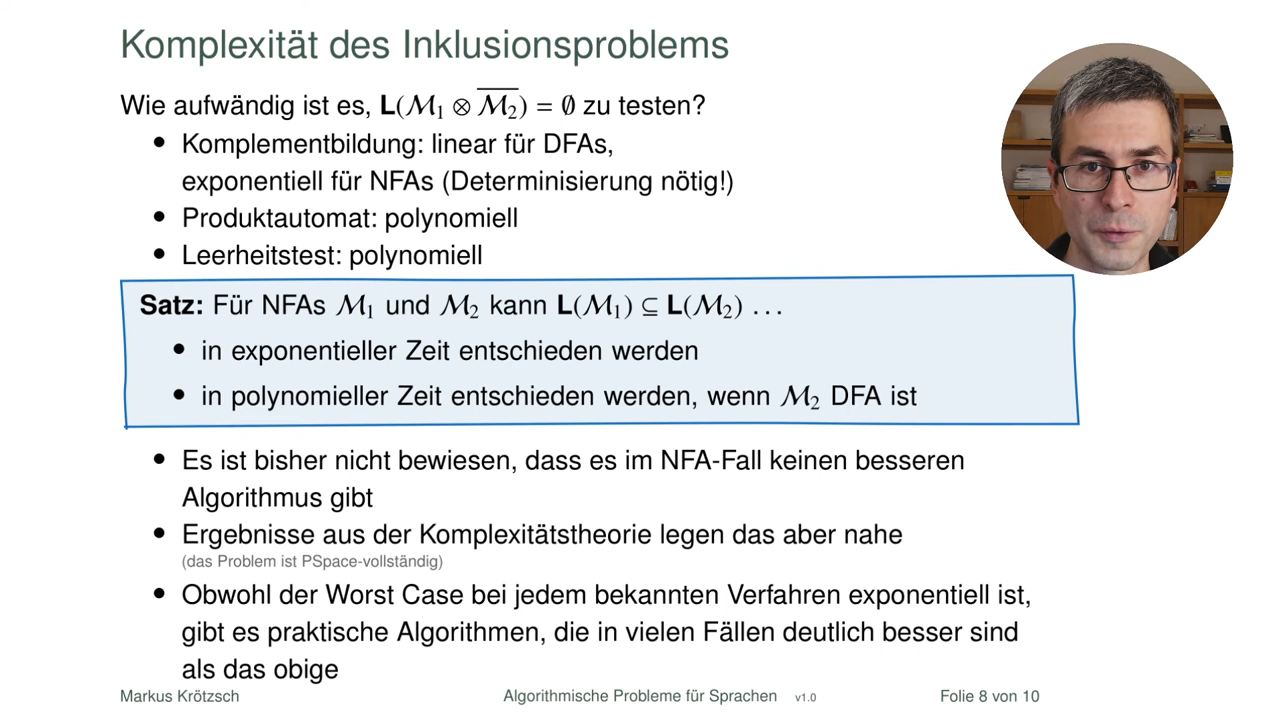 Komplexität des Inklusionsproblems
Wie aufwändig ist es, L(M₁ ⊗ M̅₂̅) = ∅ zu testen?
• Komplementbildung: linear für DFAs,
exponentiell für NFAs (Determinisierung nötig!)
• Produktautomat: polynomiell
• Leerheitstest: polynomiell
Satz: Für NFAs M₁ und M₂ kann L(M₁) ⊆ L(M₂) …
• in exponentieller Zeit entschieden werden
• in polynomieller Zeit entschieden werden, wenn M₂ DFA ist
• Es ist bisher nicht bewiesen, dass es im NFA-Fall keinen besseren
Algorithmus gibt
• Ergebnisse aus der Komplexitätstheorie legen das aber nahe
(das Problem ist PSpace-vollständig)
• Obwohl der Worst Case bei jedem bekannten Verfahren exponentiell ist,
gibt es praktische Algorithmen, die in vielen Fällen deutlich besser sind
als das obige
Markus Krötzsch Algorithmische Probleme für Sprachen v1.0 Folie 8 von 10